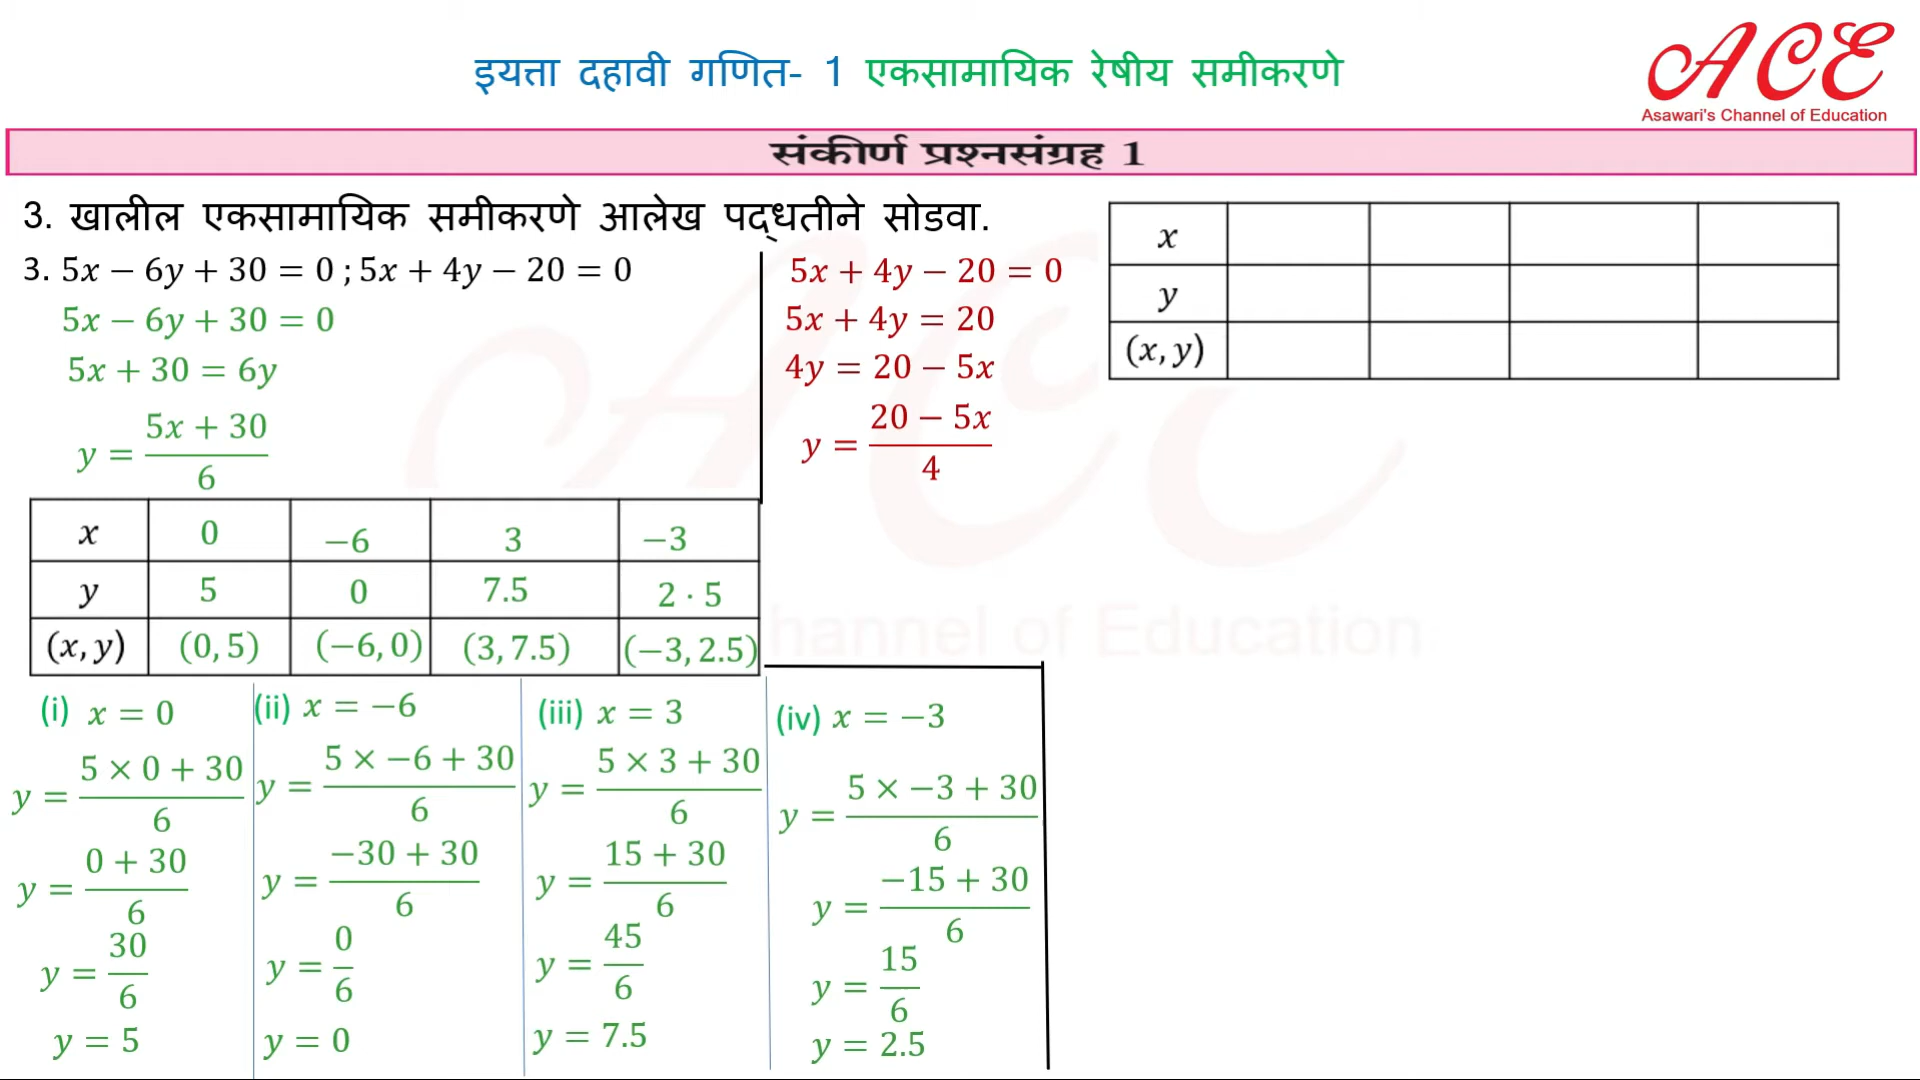 इयत्ता दहावी गणित- 1 एकसामायिक रेषीय समीकरणे
ACE
Asawari's Channel of Education
संकीर्ण प्रश्नसंग्रह 1
3. खालील एकसामायिक समीकरणे आलेख पद्धतीने सोडवा.
3. 5x − 6y + 30 = 0 ; 5x + 4y − 20 = 0
5x − 6y + 30 = 0
5x + 30 = 6y
y = (5x + 30)/6
x 0 −6 3 −3
y 5 0 7.5 2 · 5
(x, y) (0, 5) (−6, 0) (3, 7.5) (−3, 2.5)
5x + 4y − 20 = 0
5x + 4y = 20
4y = 20 − 5x
y = (20 − 5x)/4
x
y
(x, y)
(i) x = 0
y = (5 × 0 + 30)/6
y = (0 + 30)/6
y = 30/6
y = 5
(ii) x = −6
y = (5 × −6 + 30)/6
y = (−30 + 30)/6
y = 0/6
y = 0
(iii) x = 3
y = (5 × 3 + 30)/6
y = (15 + 30)/6
y = 45/6
y = 7.5
(iv) x = −3
y = (5 × −3 + 30)/6
y = (−15 + 30)/6
y = 15/6
y = 2.5
ACE
hannel of Education